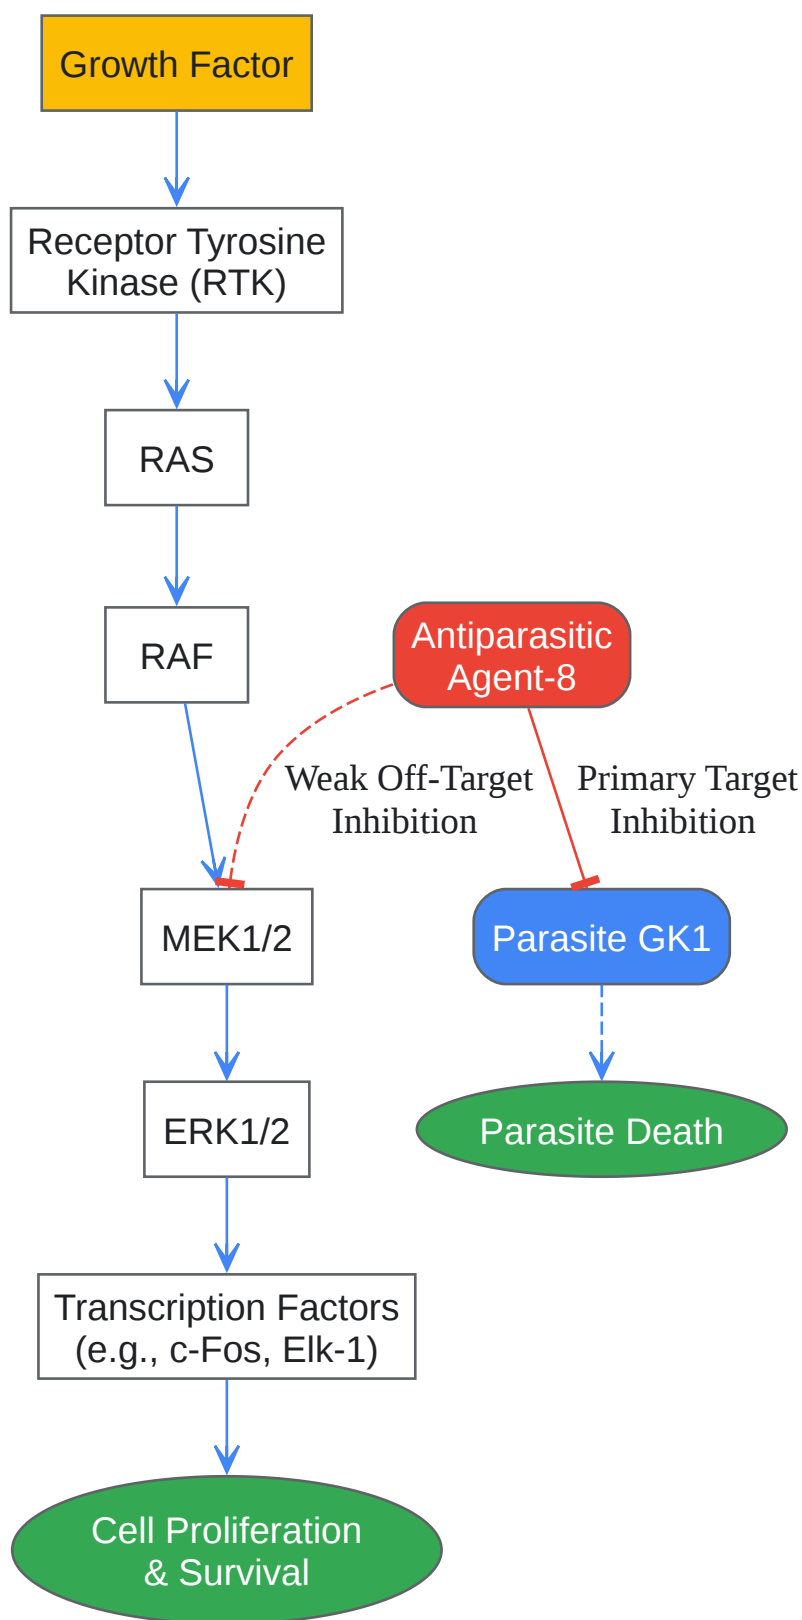 Growth Factor
Receptor Tyrosine
Kinase (RTK)
RAS
RAF
Antiparasitic
Agent-8
Weak Off-Target
Inhibition
Primary Target
Inhibition
MEK1/2
Parasite GK1
ERK1/2
Parasite Death
Transcription Factors
(e.g., c-Fos, Elk-1)
Cell Proliferation
& Survival